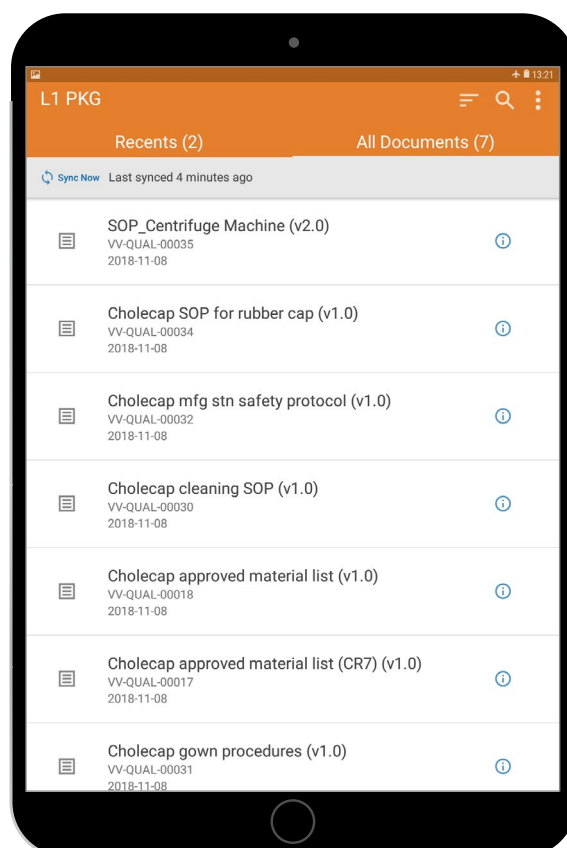 13:21
L1 PKG
Recents (2)
All Documents (7)
Sync Now Last synced 4 minutes ago
SOP_Centrifuge Machine (v2.0)
VV-QUAL-00035
2018-11-08
Cholecap SOP for rubber cap (v1.0)
VV-QUAL-00034
2018-11-08
Cholecap mfg stn safety protocol (v1.0)
VV-QUAL-00032
2018-11-08
Cholecap cleaning SOP (v1.0)
VV-QUAL-00030
2018-11-08
Cholecap approved material list (v1.0)
VV-QUAL-00018
2018-11-08
Cholecap approved material list (CR7) (v1.0)
VV-QUAL-00017
2018-11-08
Cholecap gown procedures (v1.0)
VV-QUAL-00031
2018-11-08